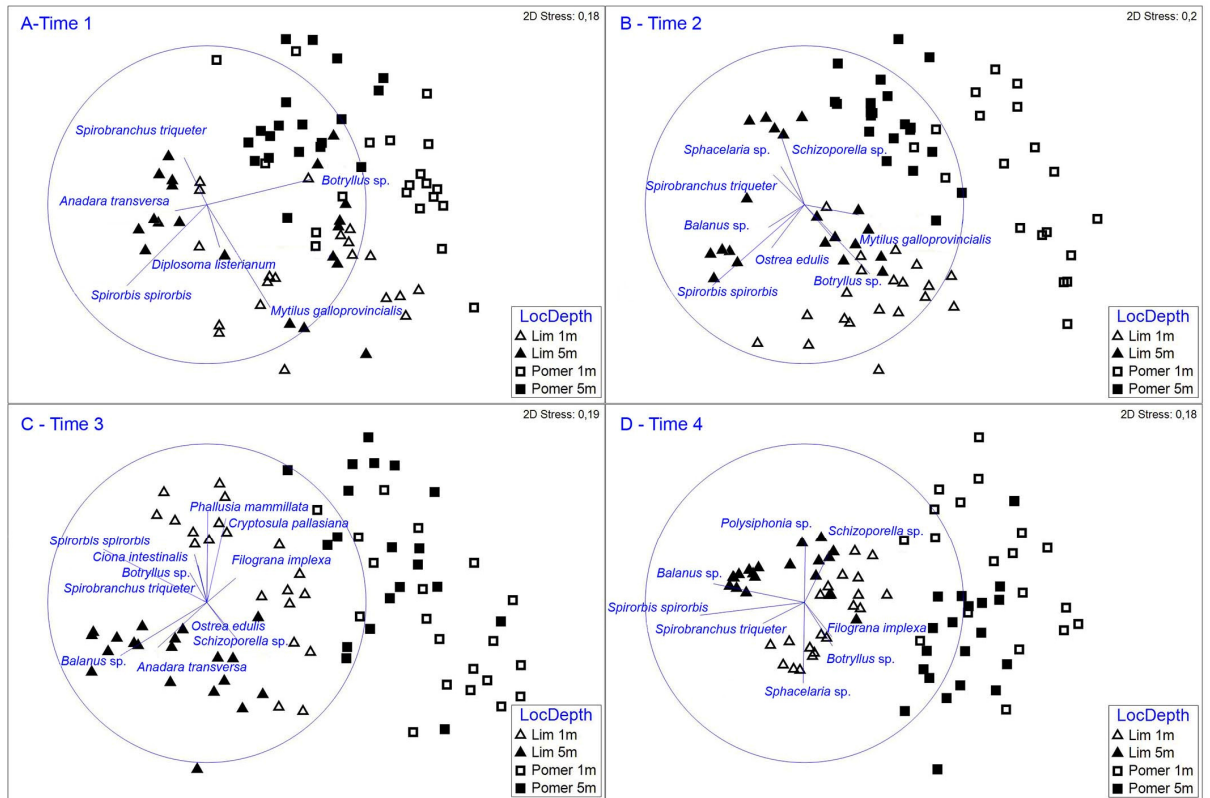 A-Time 1
2D Stress: 0,18
Spirobranchus triqueter
Botryllus sp.
Anadara transversa
Diplosoma listerianum
Spirorbis spirorbis
Mytilus galloprovincialis
LocDepth
Lim 1m
Lim 5m
Pomer 1m
Pomer 5m
B - Time 2
2D Stress: 0,2
Sphacelaria sp.
Schizoporella sp.
Spirobranchus triqueter
Balanus sp.
Mytilus galloprovincialis
Ostrea edulis
Botryllus sp.
Spirorbis spirorbis
LocDepth
Lim 1m
Lim 5m
Pomer 1m
Pomer 5m
C - Time 3
2D Stress: 0,19
Phallusia mammillata
Cryptosula pallasiana
Spirorbis spirorbis
Ciona intestinalis
Filograna implexa
Botryllus sp.
Spirobranchus triqueter
Ostrea edulis
Schizoporella sp.
Balanus sp.
Anadara transversa
LocDepth
Lim 1m
Lim 5m
Pomer 1m
Pomer 5m
D - Time 4
2D Stress: 0,18
Polysiphonia sp.
Schizoporella sp.
Balanus sp.
Spirorbis spirorbis
Spirobranchus triqueter
Filograna implexa
Botryllus sp.
Sphacelaria sp.
LocDepth
Lim 1m
Lim 5m
Pomer 1m
Pomer 5m